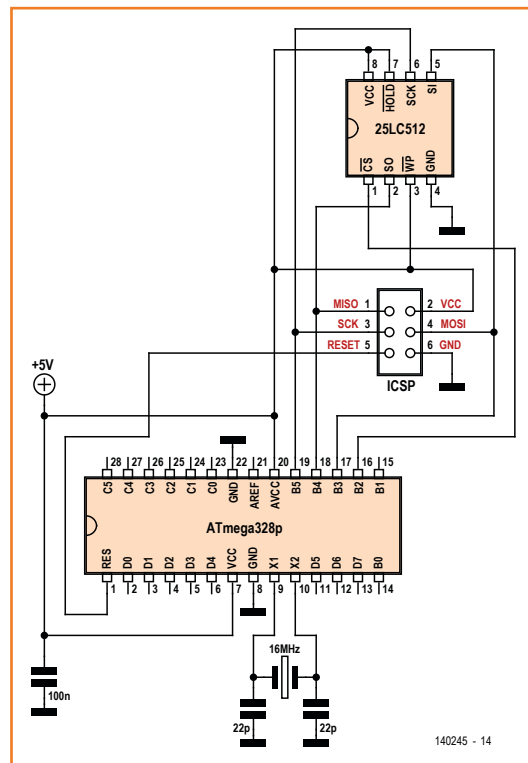 8 7 6 5
VCC HOLD SCK SI
25LC512
CS SO WP GND
1 2 3 4
MISO 1 2 VCC
SCK 3 4 MOSI
RESET 5 6 GND
ICSP
+5V
28 27 26 25 24 23 22 21 20 19 18 17 16 15
C5 C4 C3 C2 C1 C0 GND AREF AVCC B5 B4 B3 B2 B1
ATmega328p
RES D0 D1 D2 D3 D4 VCC GND X1 X2 D5 D6 D7 B0
1 2 3 4 5 6 7 8 9 10 11 12 13 14
16MHz
100n
22p 22p
140245 - 14